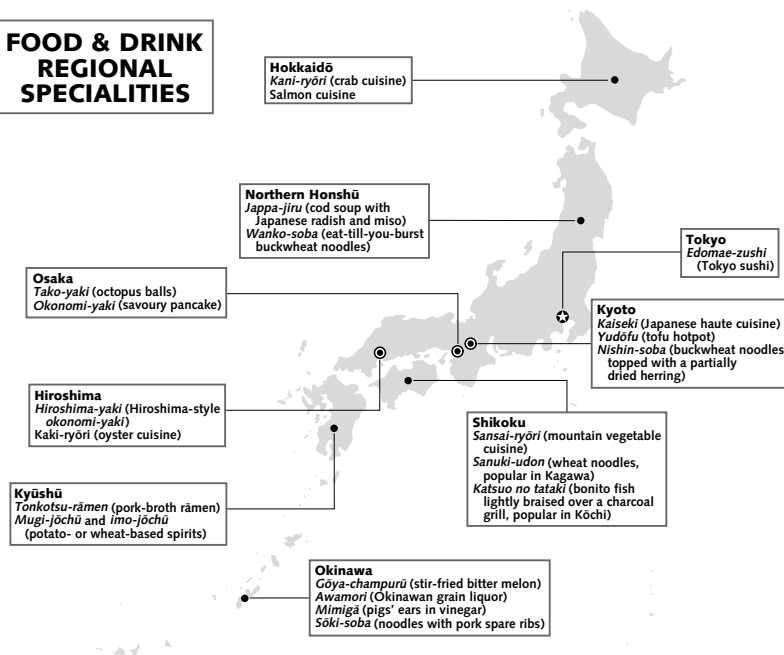 FOOD & DRINK
REGIONAL
SPECIALITIES
Hokkaidō
Kani-ryōri (crab cuisine)
Salmon cuisine
Northern Honshū
Jappa-jiru (cod soup with
Japanese radish and miso)
Wanko-soba (eat-till-you-burst
buckwheat noodles)
Tokyo
Edomae-zushi
(Tokyo sushi)
Osaka
Tako-yaki (octopus balls)
Okonomi-yaki (savoury pancake)
Kyoto
Kaiseki (Japanese haute cuisine)
Yudōfu (tofu hotpot)
Nishin-soba (buckwheat noodles
topped with a partially
dried herring)
Hiroshima
Hiroshima-yaki (Hiroshima-style
okonomi-yaki)
Kaki-ryōri (oyster cuisine)
Shikoku
Sansai-ryōri (mountain vegetable
cuisine)
Sanuki-udon (wheat noodles,
popular in Kagawa)
Katsuo no tataki (bonito fish
lightly braised over a charcoal
grill, popular in Kōchi)
Kyūshū
Tonkotsu-rāmen (pork-broth rāmen)
Mugi-jōchū and imo-jōchū
(potato- or wheat-based spirits)
Okinawa
Gōya-champurū (stir-fried bitter melon)
Awamori (Okinawan grain liquor)
Mimigā (pigs' ears in vinegar)
Sōki-soba (noodles with pork spare ribs)